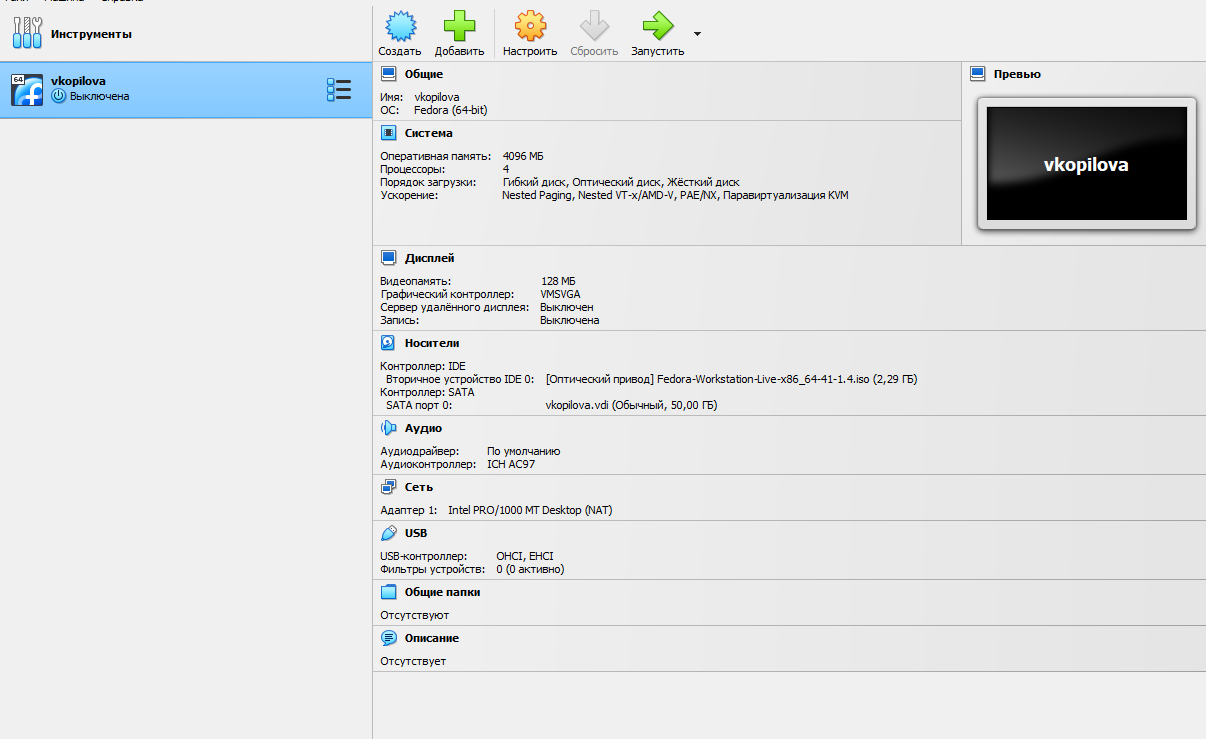 Инструменты
64
vkopilova
Выключена
Создать
Добавить
Настроить
Сбросить
Запустить
Общие
Имя: vkopilova
ОС: Fedora (64-bit)
Превью
vkopilova
Система
Оперативная память: 4096 МБ
Процессоры: 4
Порядок загрузки: Гибкий диск, Оптический диск, Жёсткий диск
Ускорение: Nested Paging, Nested VT-x/AMD-V, PAE/NX, Паравиртуализация KVM
Дисплей
Видеопамять: 128 МБ
Графический контроллер: VMSVGA
Сервер удалённого дисплея: Выключен
Запись: Выключена
Носители
Контроллер: IDE
Вторичное устройство IDE 0: [Оптический привод] Fedora-Workstation-Live-x86_64-41-1.4.iso (2,29 ГБ)
Контроллер: SATA
SATA порт 0: vkopilova.vdi (Обычный, 50,00 ГБ)
Аудио
Аудиодрайвер: По умолчанию
Аудиоконтроллер: ICH AC97
Сеть
Адаптер 1: Intel PRO/1000 MT Desktop (NAT)
USB
USB-контроллер: OHCI, EHCI
Фильтры устройств: 0 (0 активно)
Общие папки
Отсутствуют
Описание
Отсутствует